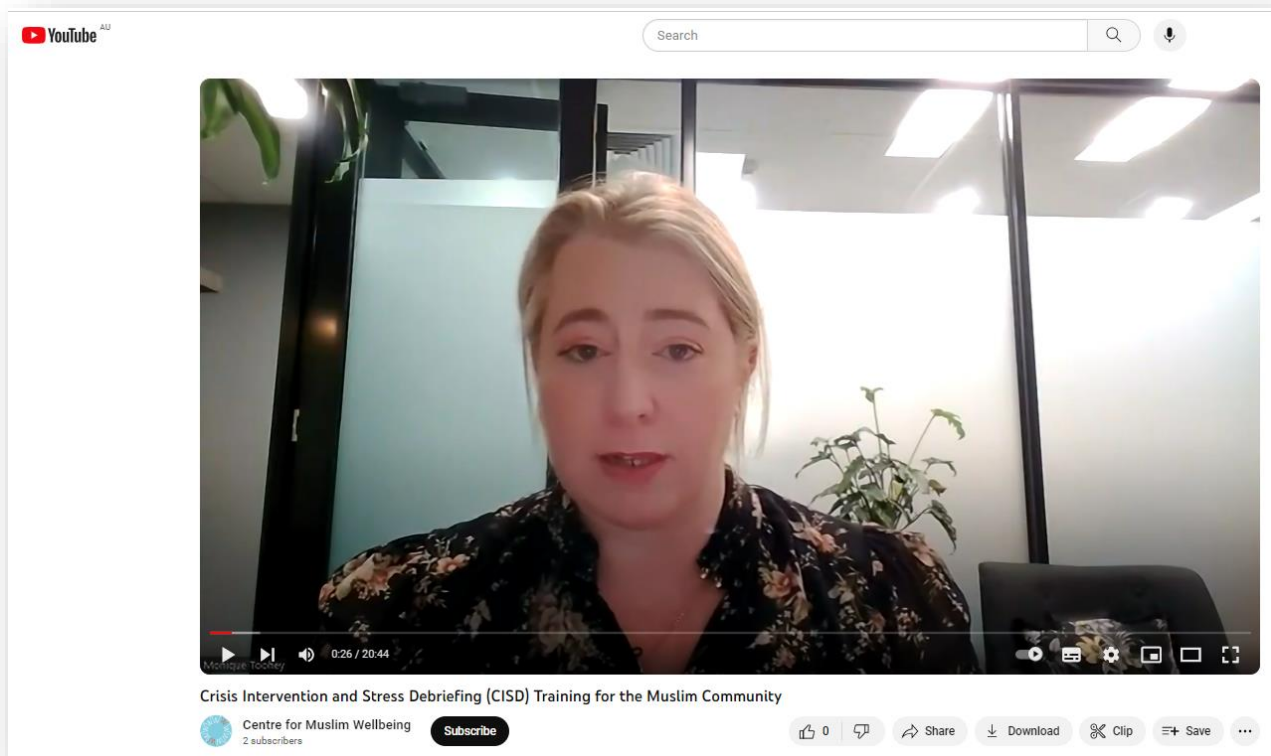 YouTube AU
Search
0:26 / 20:44
Monique Toohey
Crisis Intervention and Stress Debriefing (CISD) Training for the Muslim Community
Centre for Muslim Wellbeing
2 subscribers
Subscribe
0
Share
Download
Clip
Save